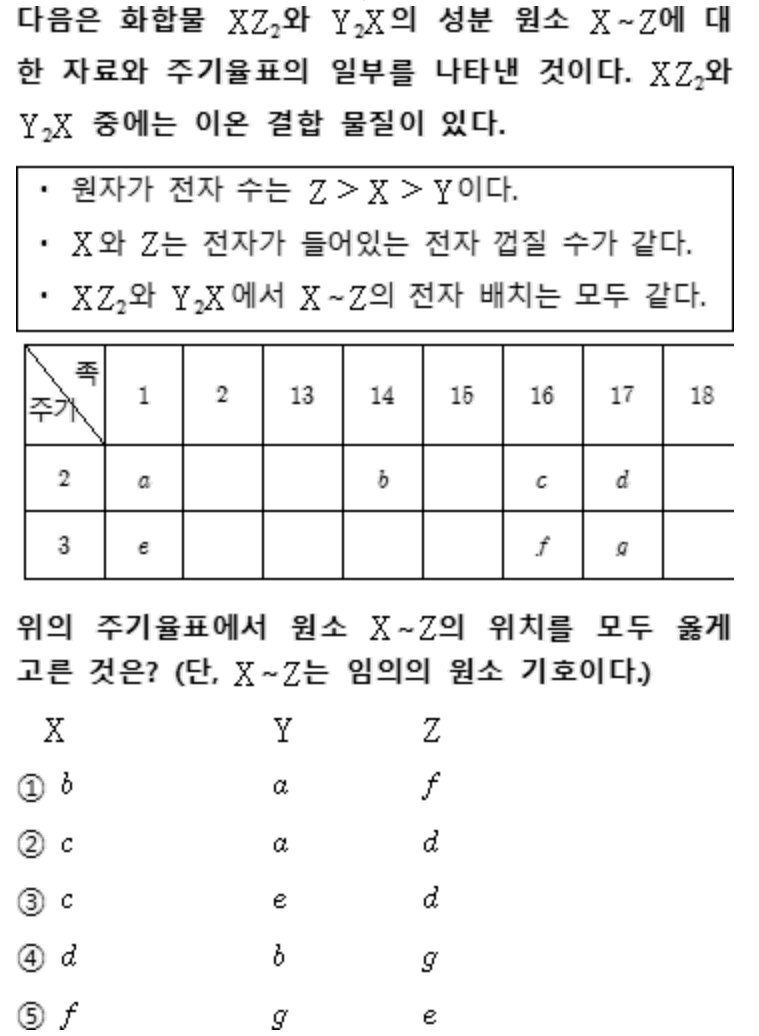 다음은 화합물 XZ₂와 Y₂X의 성분 원소 X~Z에 대
한 자료와 주기율표의 일부를 나타낸 것이다. XZ₂와
Y₂X 중에는 이온 결합 물질이 있다.
· 원자가 전자 수는 Z > X > Y이다.
· X와 Z는 전자가 들어있는 전자 껍질 수가 같다.
· XZ₂와 Y₂X에서 X~Z의 전자 배치는 모두 같다.
족
주기 1 2 13 14 15 16 17 18
2 a b c d
3 e f g
위의 주기율표에서 원소 X~Z의 위치를 모두 옳게
고른 것은? (단, X~Z는 임의의 원소 기호이다.)
X Y Z
① b a f
② c a d
③ c e d
④ d b g
⑤ f g e